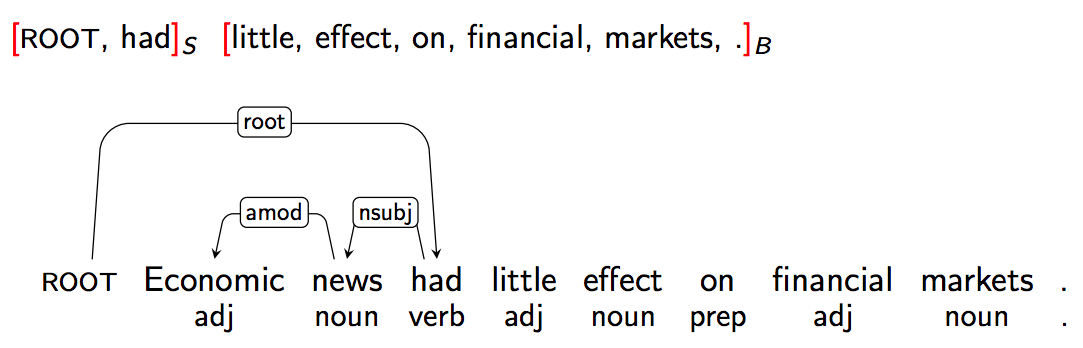 [ROOT, had]S [little, effect, on, financial, markets, .]B
root
amod nsubj
ROOT Economic news had little effect on financial markets .
adj noun verb adj noun prep adj noun .